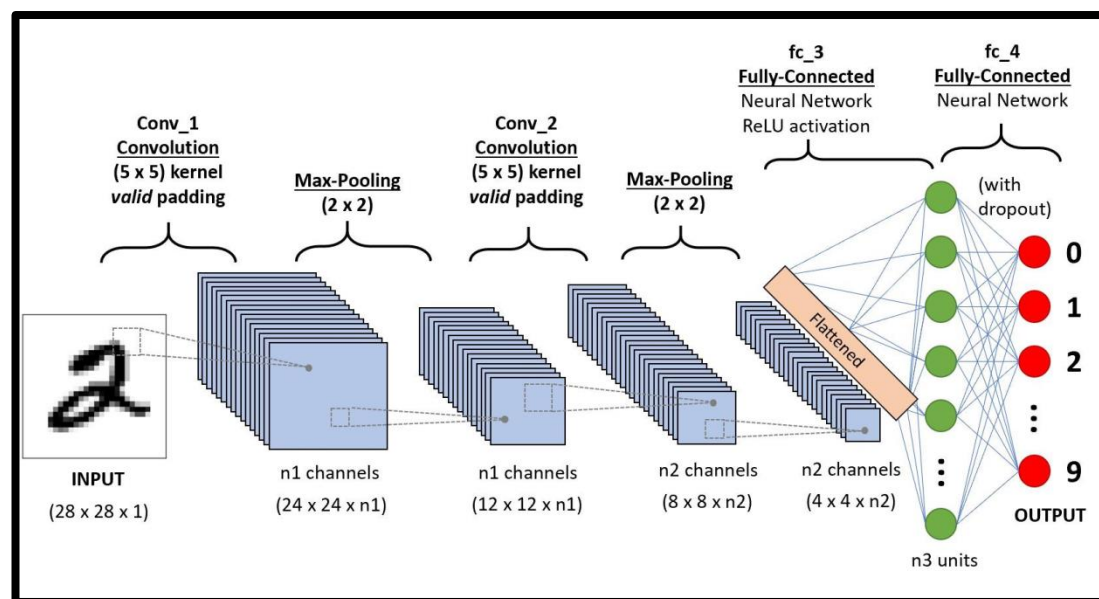 Conv_1
Convolution
(5 x 5) kernel
valid padding
Max-Pooling
(2 x 2)
Conv_2
Convolution
(5 x 5) kernel
valid padding
Max-Pooling
(2 x 2)
fc_3
Fully-Connected
Neural Network
ReLU activation
fc_4
Fully-Connected
Neural Network
(with
dropout)
Flattened
0
1
2
9
INPUT
(28 x 28 x 1)
n1 channels
(24 x 24 x n1)
n1 channels
(12 x 12 x n1)
n2 channels
(8 x 8 x n2)
n2 channels
(4 x 4 x n2)
n3 units
OUTPUT